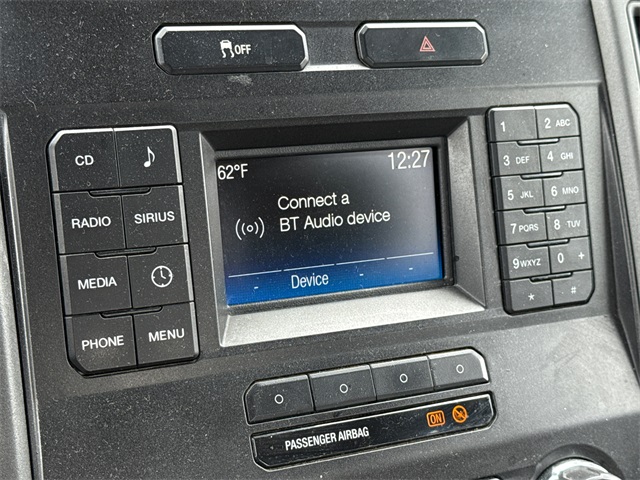 OFF
CD
RADIO SIRIUS
MEDIA
PHONE MENU
62°F 12:27
Connect a
BT Audio device
- Device - -
1 2 ABC
3 DEF 4 GHI
5 JKL 6 MNO
7 PQRS 8 TUV
9 WXYZ 0 +
* #
PASSENGER AIRBAG ON